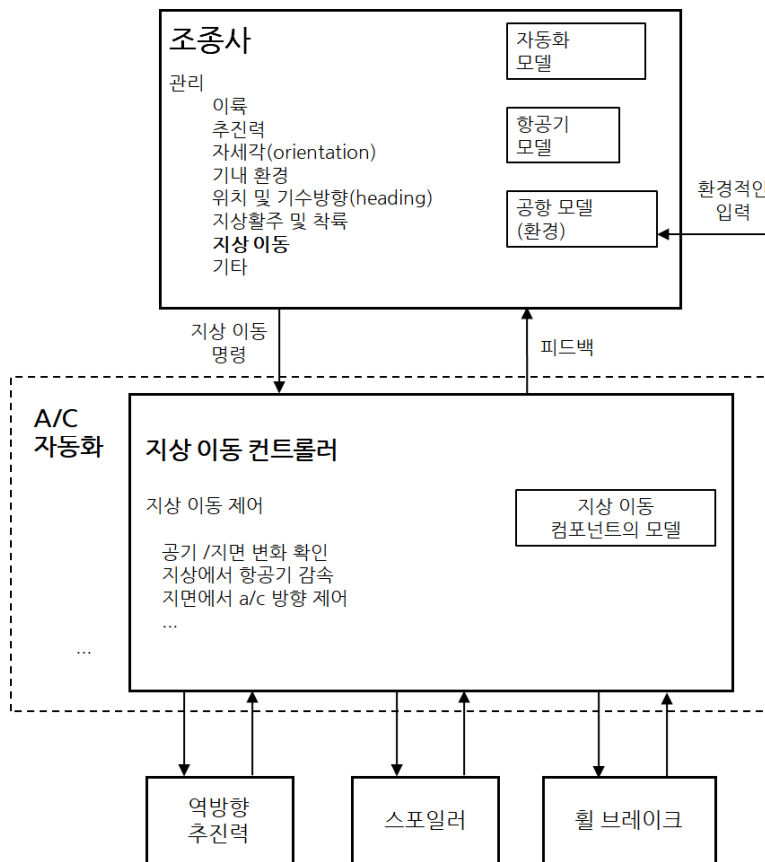 조종사
관리
이륙
추진력
자세각(orientation)
기내 환경
위치 및 기수방향(heading)
지상활주 및 착륙
지상 이동
기타
자동화
모델
항공기
모델
공항 모델
(환경)
환경적인
입력
지상 이동
명령
피드백
A/C
자동화
...
지상 이동 컨트롤러
지상 이동 제어
공기 /지면 변화 확인
지상에서 항공기 감속
지면에서 a/c 방향 제어
...
지상 이동
컴포넌트의 모델
역방향
추진력
스포일러
휠 브레이크